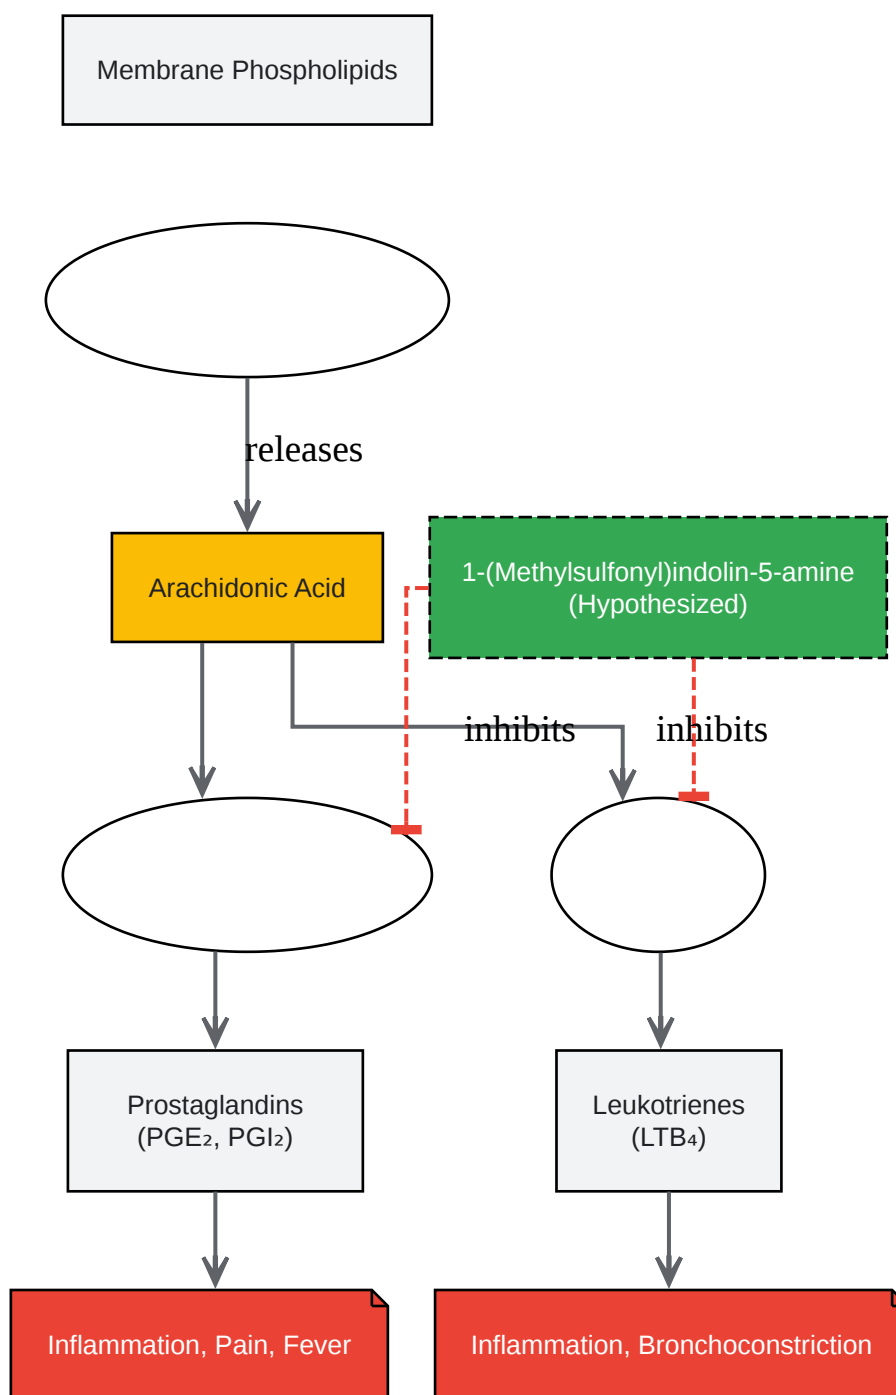 Membrane Phospholipids
releases
Arachidonic Acid
1-(Methylsulfonyl)indolin-5-amine
(Hypothesized)
inhibits
inhibits
Prostaglandins
(PGE₂, PGI₂)
Leukotrienes
(LTB₄)
Inflammation, Pain, Fever
Inflammation, Bronchoconstriction